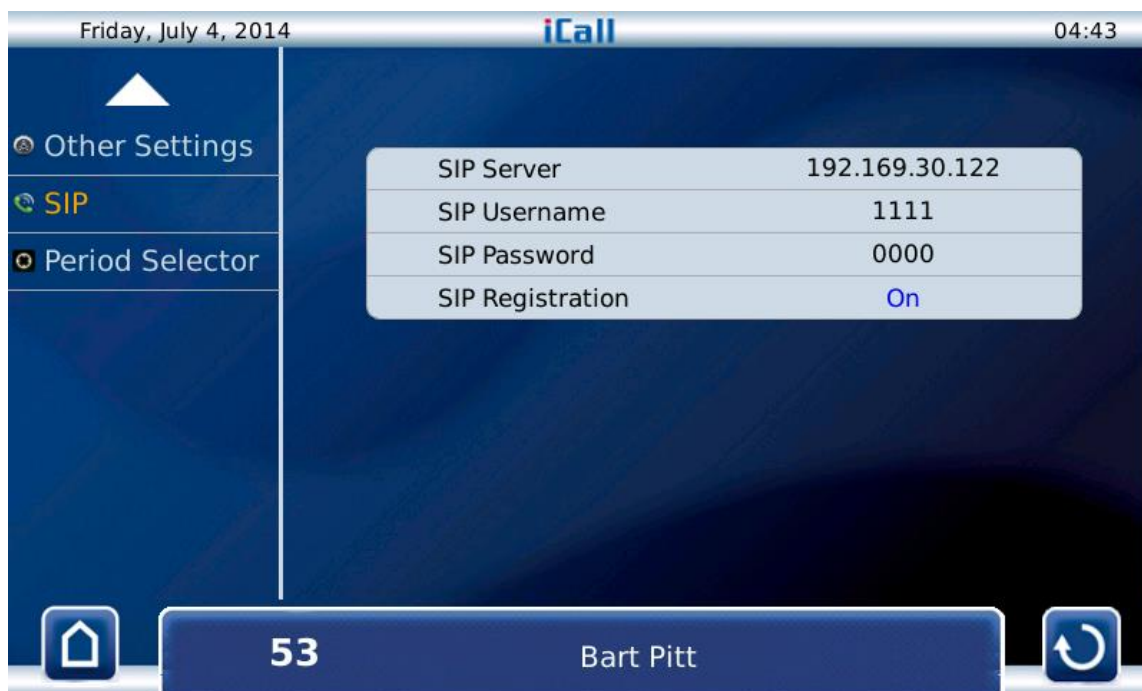 Friday, July 4, 2014 iCall 04:43
Other Settings
SIP
Period Selector
SIP Server 192.169.30.122
SIP Username 1111
SIP Password 0000
SIP Registration On
53 Bart Pitt